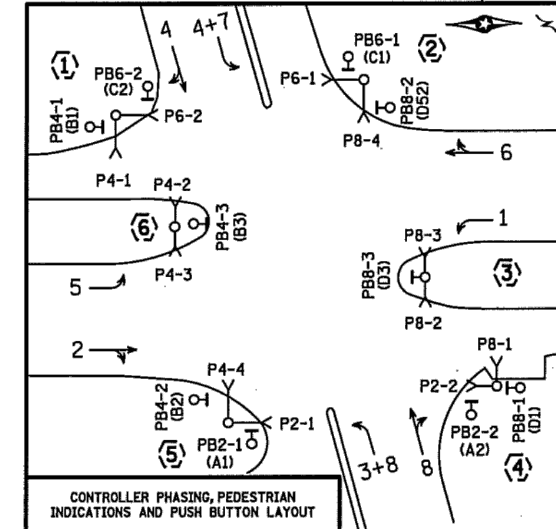 4
4+7
1
PB6-2
(C2)
PB4-1
(B1)
P6-2
P4-1
PB6-1
(C1)
2
P6-1
PB8-2
(D52)
P8-4
6
P4-2
6
PB4-3
(B3)
P4-3
5
1
P8-3
PB8-3
(D3)
3
P8-2
2
P4-4
PB4-2
(B2)
P2-1
PB2-1
(A1)
5
P8-1
P2-2
PB8-1
(D1)
PB2-2
(A2)
4
3+8
8
CONTROLLER PHASING, PEDESTRIAN
INDICATIONS AND PUSH BUTTON LAYOUT